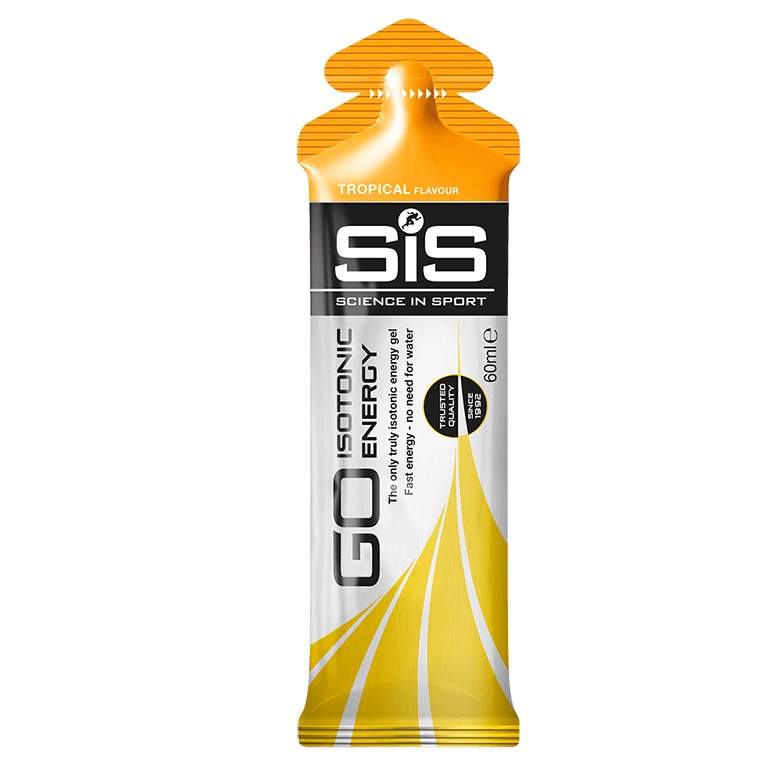 TROPICAL FLAVOUR
SiS
SCIENCE IN SPORT
GO ISOTONIC
ENERGY
The only truly isotonic energy gel
Fast energy - no need for water
60ml℮
TRUSTED
QUALITY
SINCE
1992